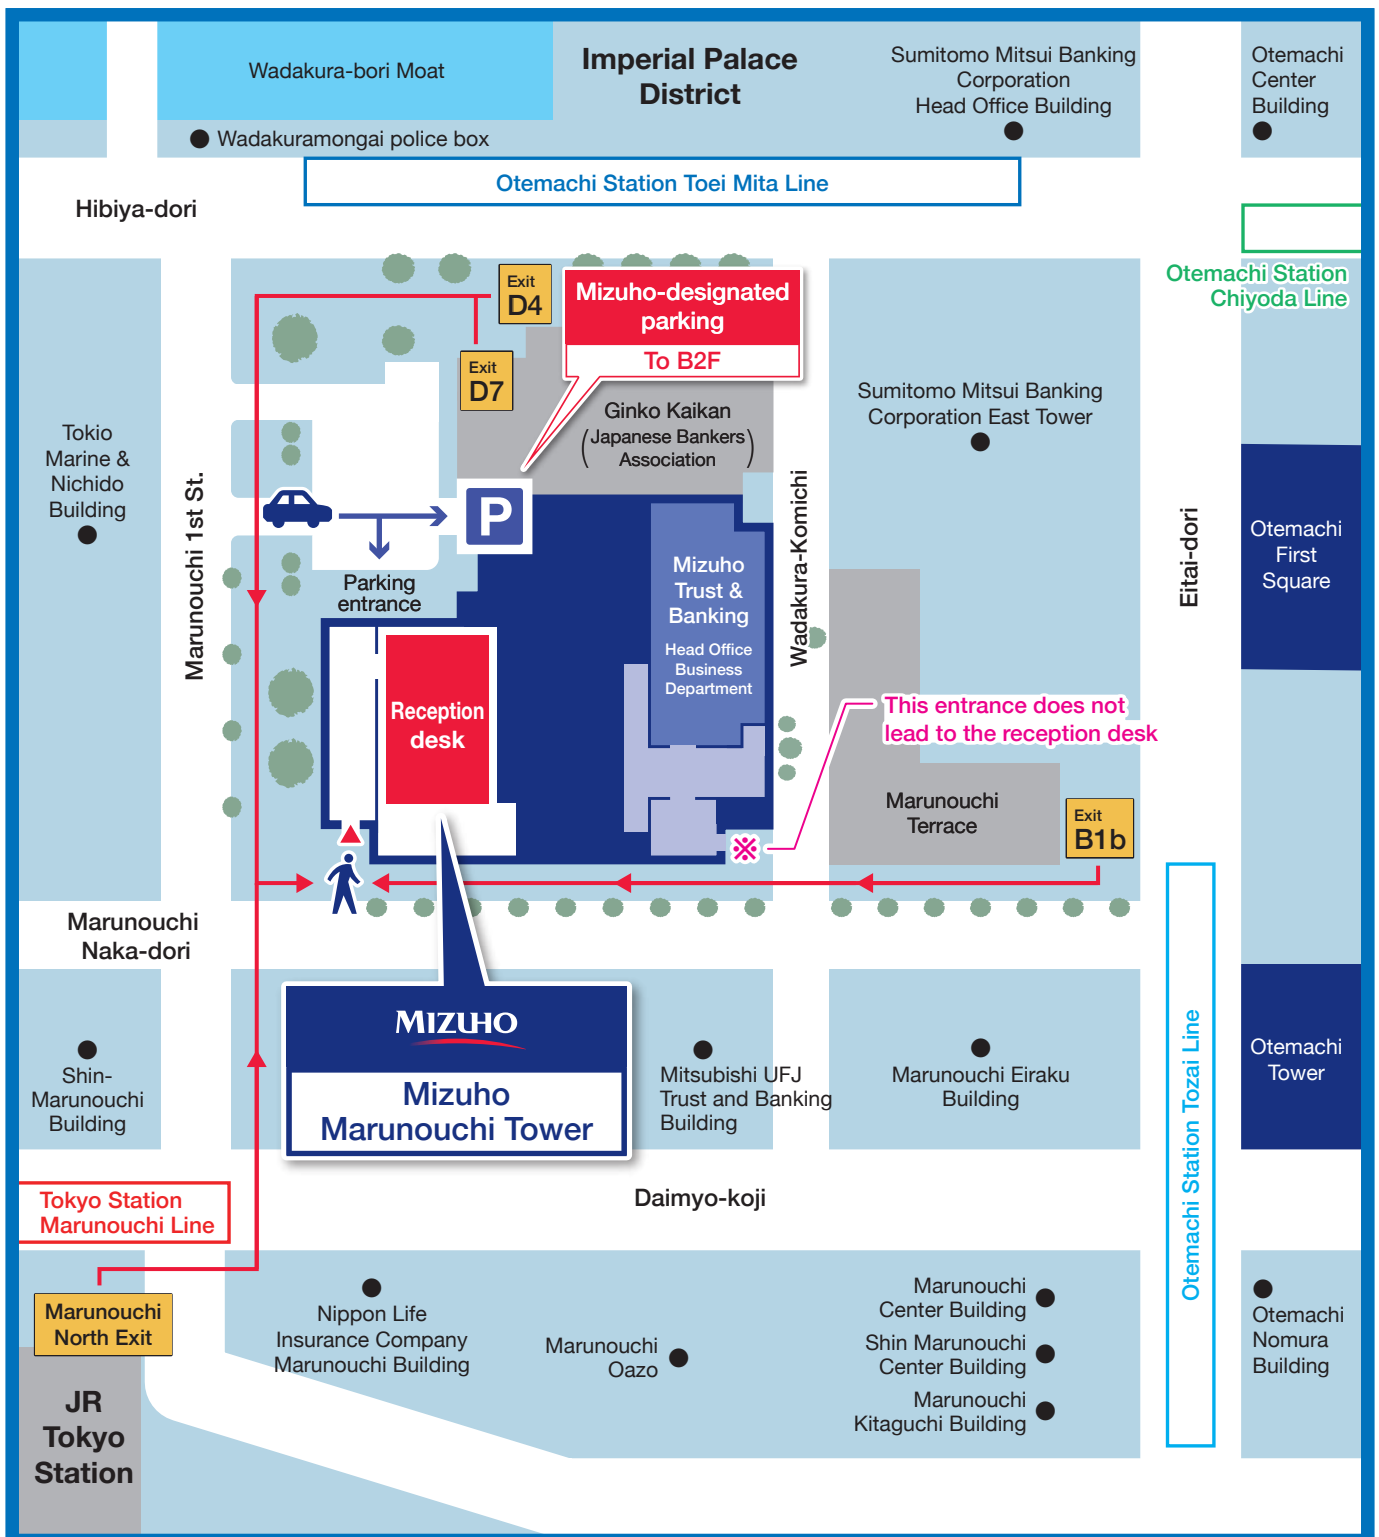 Wadakura-bori Moat
Imperial Palace
District
Sumitomo Mitsui Banking
Corporation
Head Office Building
Otemachi
Center
Building
Wadakuramongai police box
Otemachi Station Toei Mita Line
Hibiya-dori
Otemachi Station
Chiyoda Line
Exit
D4
Mizuho-designated
parking
To B2F
Exit
D7
Ginko Kaikan
(Japanese Bankers
Association)
Sumitomo Mitsui Banking
Corporation East Tower
Tokio
Marine &
Nichido
Building
Marunouchi 1st St.
P
Parking
entrance
Mizuho
Trust &
Banking
Head Office
Business
Department
Wadakura-Komichi
Eitai-dori
Otemachi
First
Square
Reception
desk
This entrance does not
lead to the reception desk
Marunouchi
Terrace
Exit
B1b
※
Marunouchi
Naka-dori
MIZUHO
Mizuho
Marunouchi Tower
Shin-
Marunouchi
Building
Mitsubishi UFJ
Trust and Banking
Building
Marunouchi Eiraku
Building
Otemachi Station Tozai Line
Otemachi
Tower
Tokyo Station
Marunouchi Line
Daimyo-koji
Marunouchi
North Exit
JR
Tokyo
Station
Nippon Life
Insurance Company
Marunouchi Building
Marunouchi
Oazo
Marunouchi
Center Building
Shin Marunouchi
Center Building
Marunouchi
Kitaguchi Building
Otemachi
Nomura
Building